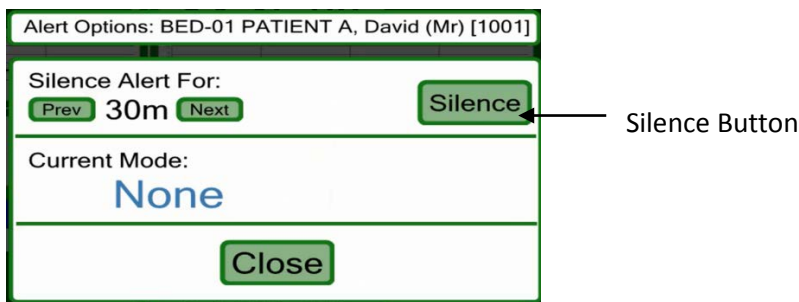 Alert Options: BED-01 PATIENT A, David (Mr) [1001]
Silence Alert For:
Prev 30m Next
Silence
Silence Button
Current Mode:
None
Close